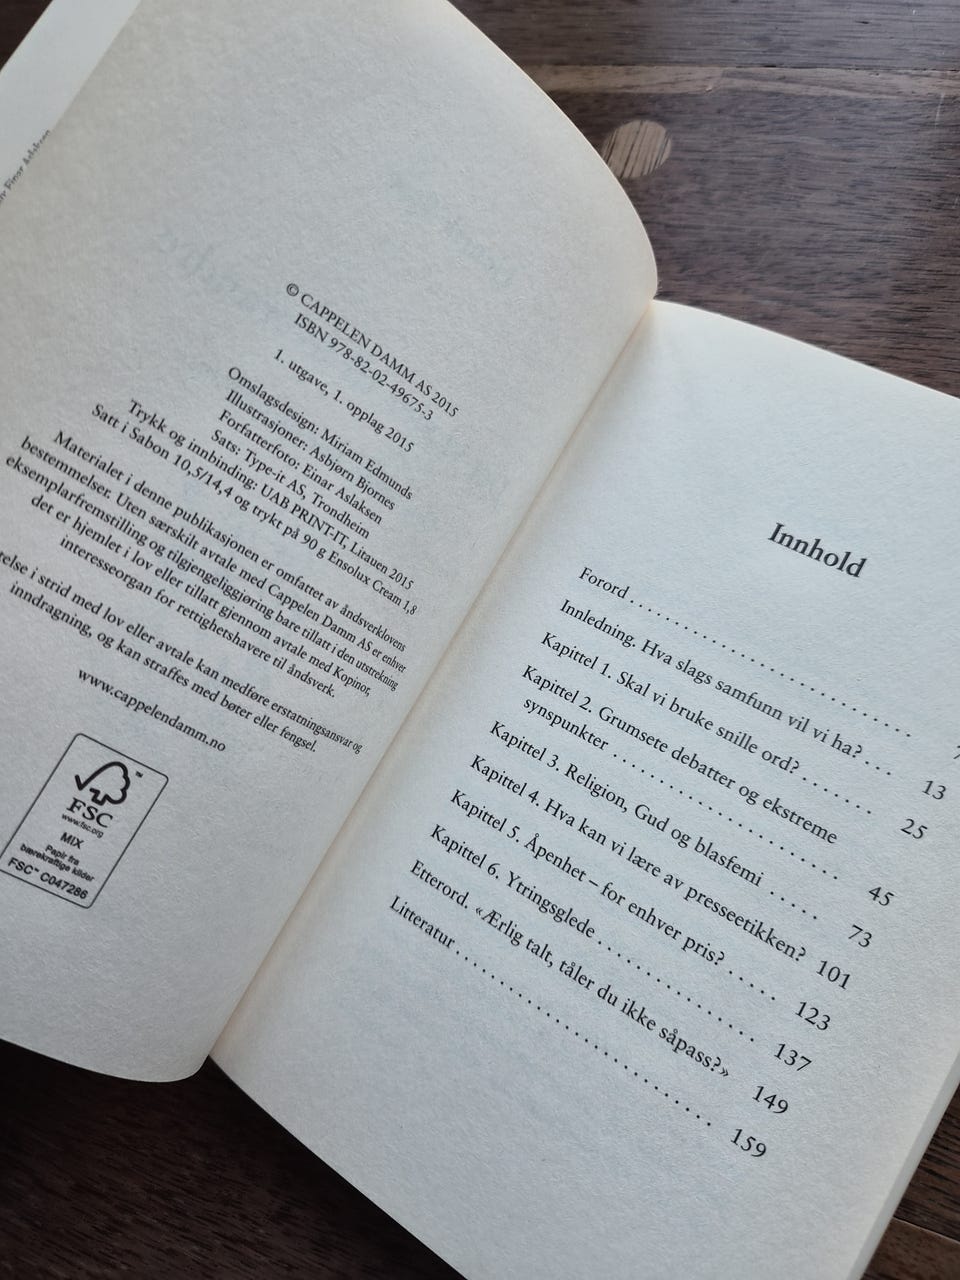 Einar Aslaksen
© CAPPELEN DAMM AS 2015
ISBN 978-82-02-49675-3
1. utgave, 1. opplag 2015
Omslagsdesign: Miriam Edmunds
Illustrasjoner: Asbjørn Bjornes
Forfatterfoto: Einar Aslaksen
Sats: Type-it AS, Trondheim
Trykk og innbinding: UAB PRINT-IT, Litauen 2015
Satt i Sabon 10,5/14,4 og trykt på 90 g Ensolux Cream 1,8
Materialet i denne publikasjonen er omfattet av åndsverklovens
bestemmelser. Uten særskilt avtale med Cappelen Damm AS er enhver
eksemplarfremstilling og tilgjengeliggjøring bare tillatt i den utstrekning
det er hjemlet i lov eller tillatt gjennom avtale med Kopinor,
interesseorgan for rettighetshavere til åndsverk.
i strid med lov eller avtale kan medføre erstatningsansvar og
inndragning, og kan straffes med bøter eller fengsel.
www.cappelendamm.no
FSC
www.fsc.org
MIX
Papir fra
bærekraftige kilder
FSC™ C047286
Innhold
Forord . . . . . . . . . . . . . . . . . . . . . . . . . . . . . 7
Innledning. Hva slags samfunn vil vi ha? . . . . 13
Kapittel 1. Skal vi bruke snille ord? . . . . . . . . 25
Kapittel 2. Grumsete debatter og ekstreme
synspunkter . . . . . . . . . . . . . . . . . . . . . 45
Kapittel 3. Religion, Gud og blasfemi . . . . . . 73
Kapittel 4. Hva kan vi lære av presseetikken? 101
Kapittel 5. Åpenhet – for enhver pris? . . . . . 123
Kapittel 6. Ytringsglede . . . . . . . . . . . . . . . 137
Etterord. «Ærlig talt, tåler du ikke såpass?» 149
Litteratur . . . . . . . . . . . . . . . . . . . . . . . . 159